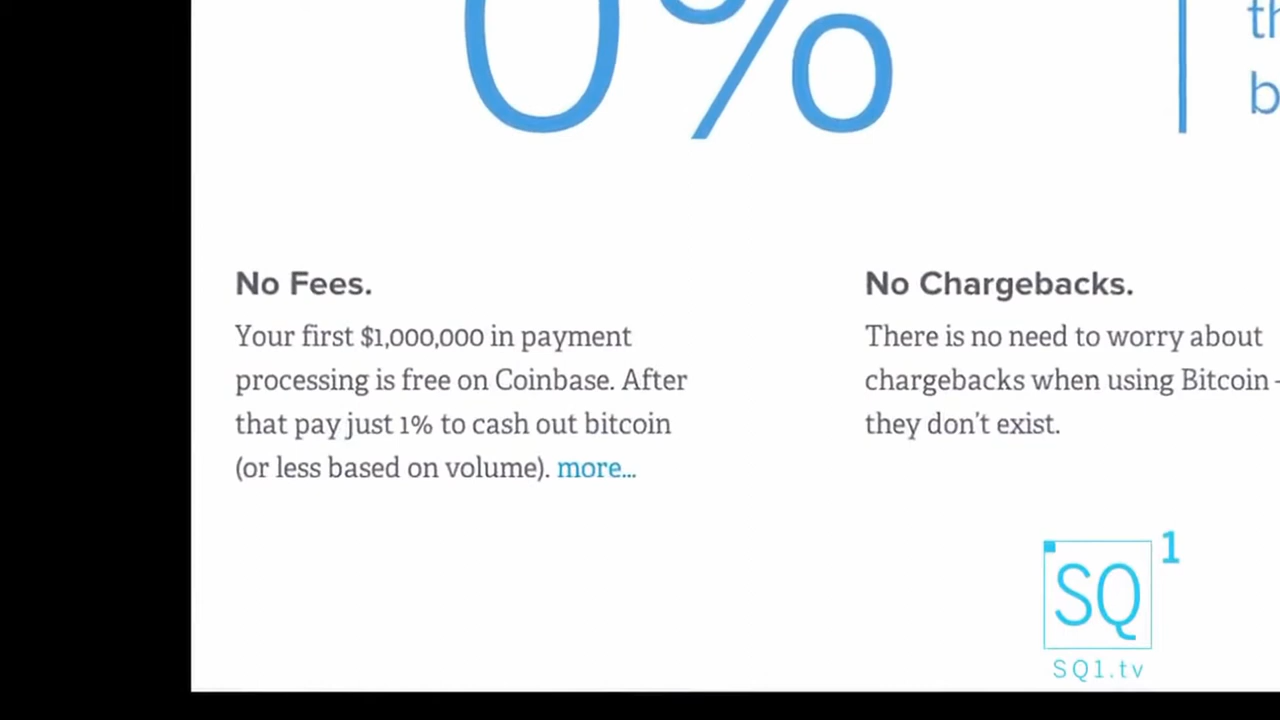 0%
No Fees.
Your first $1,000,000 in payment
processing is free on Coinbase. After
that pay just 1% to cash out bitcoin
(or less based on volume). more...
No Chargebacks.
There is no need to worry about
chargebacks when using Bitcoin -
they don't exist.
SQ 1
SQ1.tv